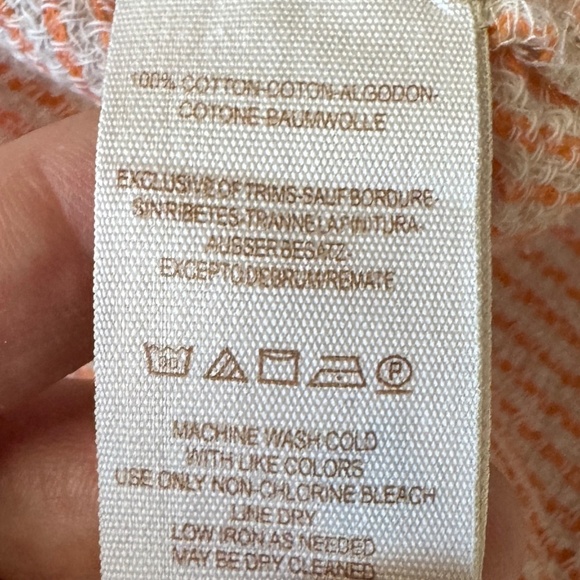 100% COTTON-COTON-ALGODON-
COTONE-BAUMWOLLE
EXCLUSIVE OF TRIMS-SAUF BORDURE-
SIN RIBETES-TRANNE LA FINITURA-
AUSSER BESATZ-
EXCEPTO DEBRUM/REMATE
30
P
MACHINE WASH COLD
WITH LIKE COLORS
USE ONLY NON-CHLORINE BLEACH
LINE DRY
LOW IRON AS NEEDED
MAY BE DRY CLEANED